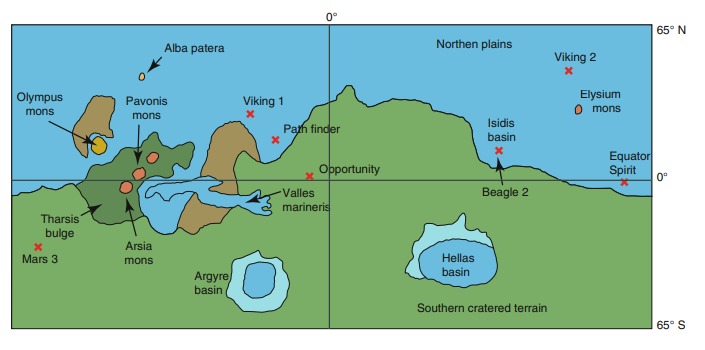 0°
65° N
Northen plains
Alba patera
Viking 2
Olympus
mons
Pavonis
mons
Viking 1
Elysium
mons
Path finder
Isidis
basin
Opportunity
Equator
Spirit
0°
Beagle 2
Valles
marineris
Tharsis
bulge
Arsia
mons
Mars 3
Argyre
basin
Hellas
basin
Southern cratered terrain
65° S